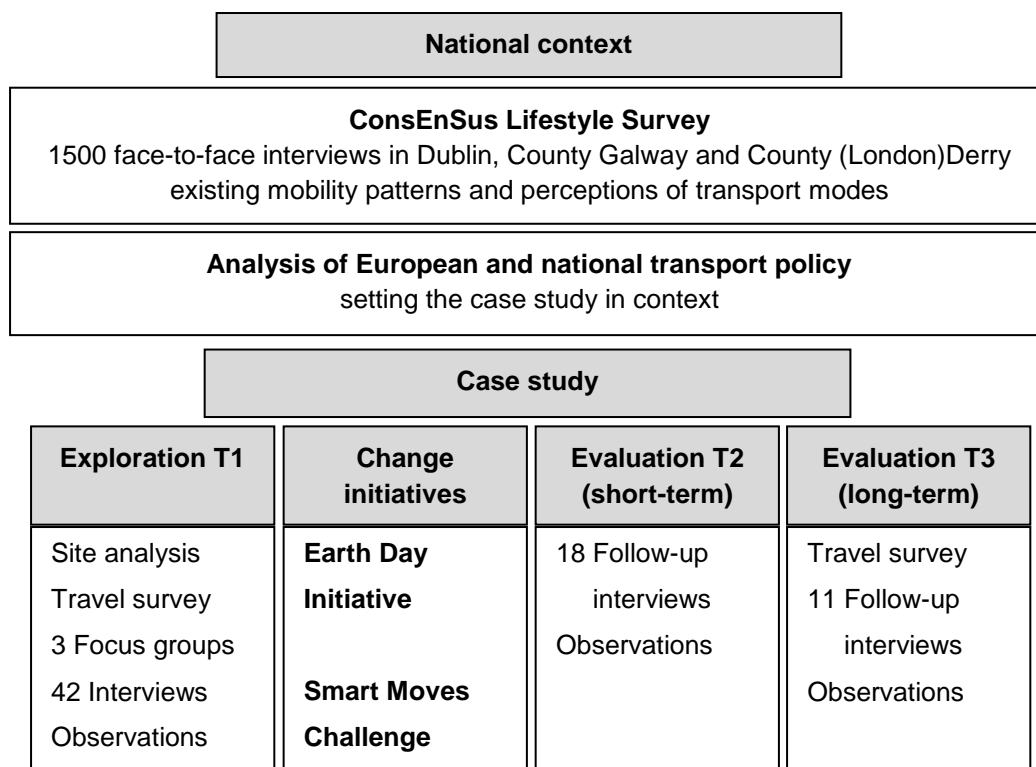 National context
ConsEnSus Lifestyle Survey
1500 face-to-face interviews in Dublin, County Galway and County (London)Derry
existing mobility patterns and perceptions of transport modes
Analysis of European and national transport policy
setting the case study in context
Case study
Exploration T1
Site analysis
Travel survey
3 Focus groups
42 Interviews
Observations
Change
initiatives
Earth Day
Initiative
Smart Moves
Challenge
Evaluation T2
(short-term)
18 Follow-up
interviews
Observations
Evaluation T3
(long-term)
Travel survey
11 Follow-up
interviews
Observations